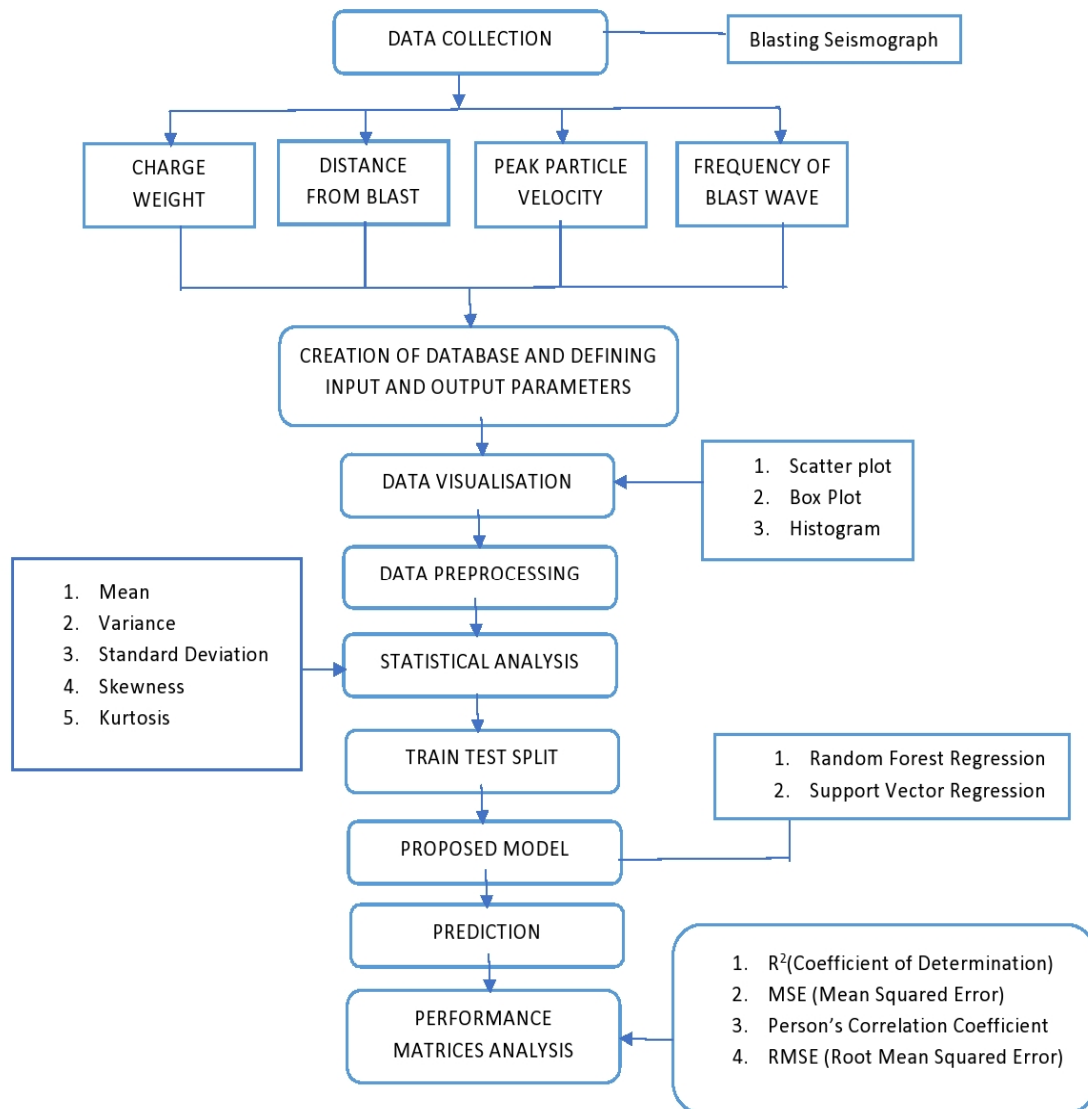 DATA COLLECTION
Blasting Seismograph
CHARGE
WEIGHT
DISTANCE
FROM BLAST
PEAK PARTICLE
VELOCITY
FREQUENCY OF
BLAST WAVE
CREATION OF DATABASE AND DEFINING
INPUT AND OUTPUT PARAMETERS
DATA VISUALISATION
1. Scatter plot
2. Box Plot
3. Histogram
DATA PREPROCESSING
1. Mean
2. Variance
3. Standard Deviation
4. Skewness
5. Kurtosis
STATISTICAL ANALYSIS
TRAIN TEST SPLIT
1. Random Forest Regression
2. Support Vector Regression
PROPOSED MODEL
PREDICTION
PERFORMANCE
MATRICES ANALYSIS
1. R²(Coefficient of Determination)
2. MSE (Mean Squared Error)
3. Person’s Correlation Coefficient
4. RMSE (Root Mean Squared Error)